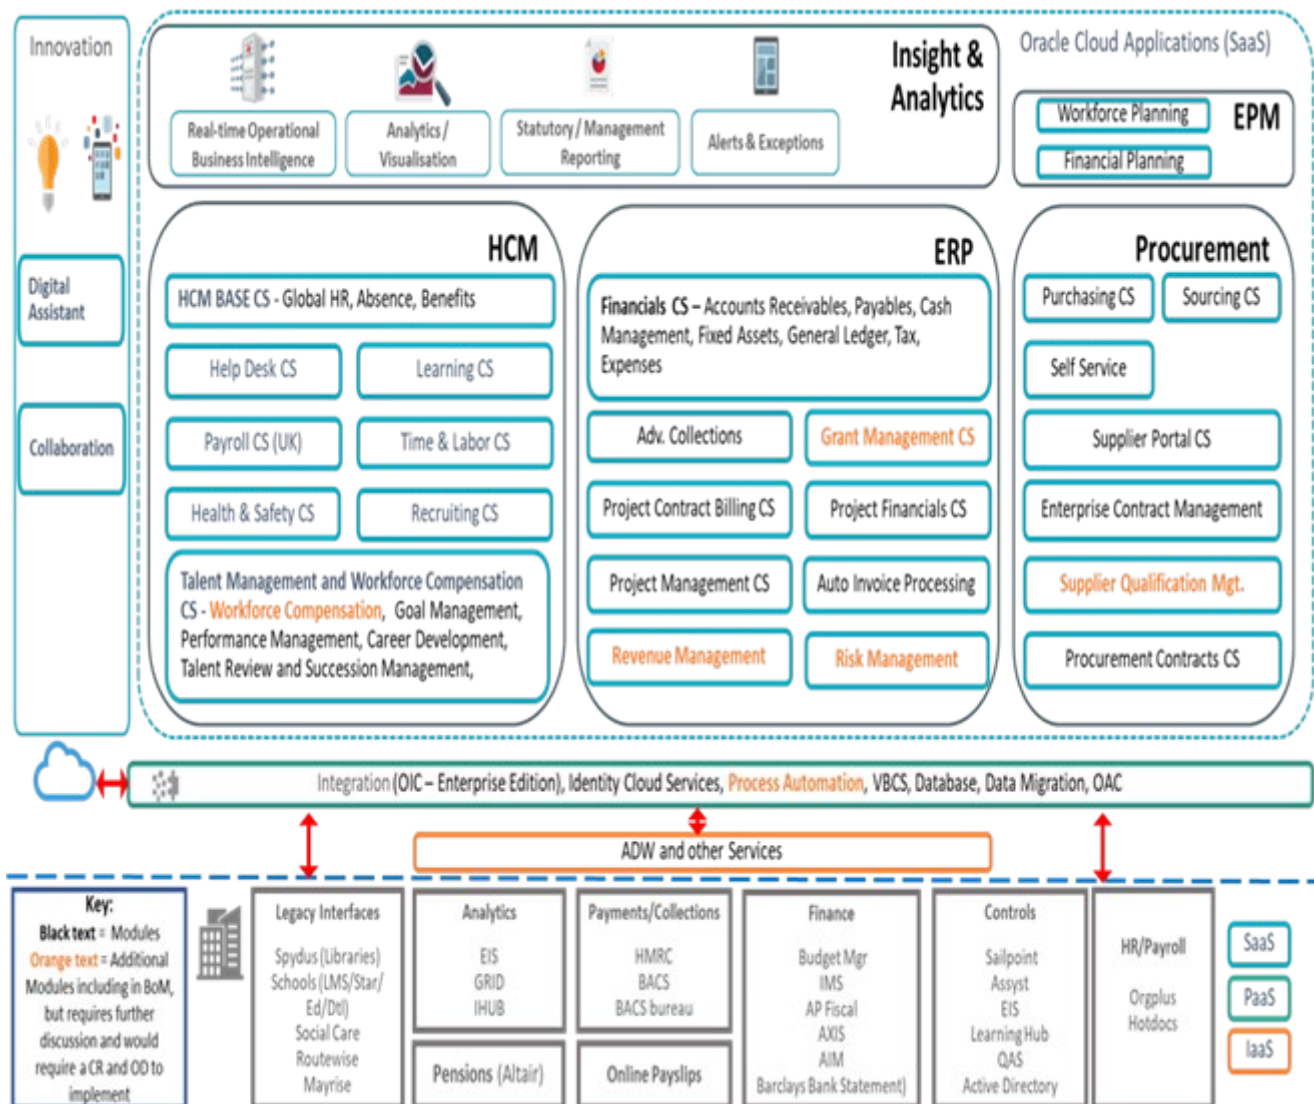 Innovation
Digital
Assistant
Collaboration
Insight &
Analytics
Real-time Operational
Business Intelligence
Analytics /
Visualisation
Statutory / Management
Reporting
Alerts & Exceptions
Oracle Cloud Applications (SaaS)
EPM
Workforce Planning
Financial Planning
HCM
HCM BASE CS - Global HR, Absence, Benefits
Help Desk CS
Learning CS
Payroll CS (UK)
Time & Labor CS
Health & Safety CS
Recruiting CS
Talent Management and Workforce Compensation
CS - Workforce Compensation, Goal Management,
Performance Management, Career Development,
Talent Review and Succession Management,
ERP
Financials CS – Accounts Receivables, Payables, Cash
Management, Fixed Assets, General Ledger, Tax,
Expenses
Adv. Collections
Grant Management CS
Project Contract Billing CS
Project Financials CS
Project Management CS
Auto Invoice Processing
Revenue Management
Risk Management
Procurement
Purchasing CS
Sourcing CS
Self Service
Supplier Portal CS
Enterprise Contract Management
Supplier Qualification Mgt.
Procurement Contracts CS
Integration (OIC – Enterprise Edition), Identity Cloud Services, Process Automation, VBCS, Database, Data Migration, OAC
ADW and other Services
Key:
Black text = Modules
Orange text = Additional
Modules including in BoM,
but requires further
discussion and would
require a CR and OD to
implement
Legacy Interfaces
Spydus (Libraries)
Schools (LMS/Star/
Ed/Dtl)
Social Care
Routewise
Mayrise
Analytics
EIS
GRID
IHUB
Pensions (Altair)
Payments/Collections
HMRC
BACS
BACS bureau
Online Payslips
Finance
Budget Mgr
IMS
AP Fiscal
AXIS
AIM
Barclays Bank Statement)
Controls
Sailpoint
Assyst
EIS
Learning Hub
QAS
Active Directory
HR/Payroll
Orgplus
Hotdocs
SaaS
PaaS
IaaS